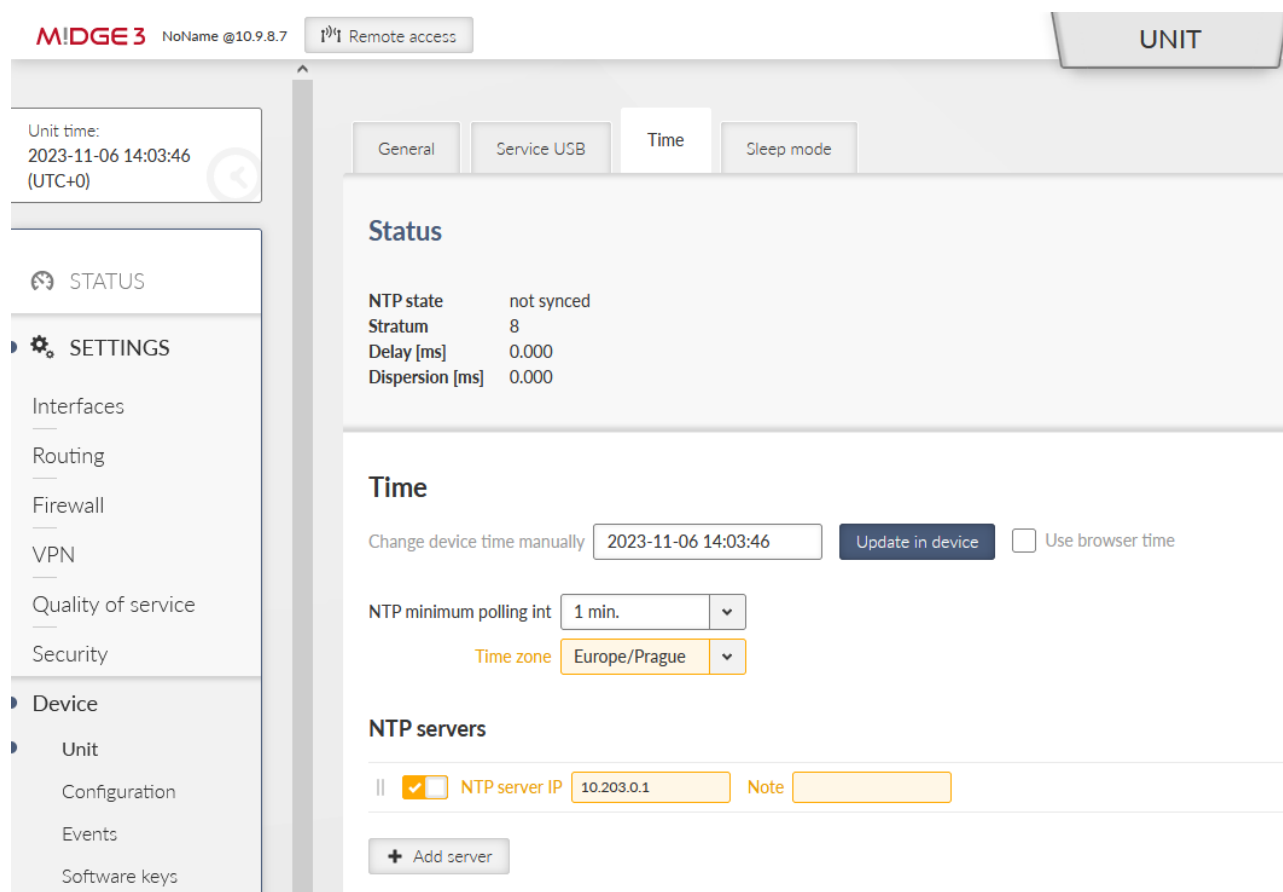 M!DGE 3 NoName @10.9.8.7 Remote access UNIT
Unit time:
2023-11-06 14:03:46
(UTC+0)
General Service USB Time Sleep mode
Status
NTP state not synced
Stratum 8
Delay [ms] 0.000
Dispersion [ms] 0.000
STATUS
SETTINGS
Interfaces
Routing
Firewall
VPN
Quality of service
Security
Device
Unit
Configuration
Events
Software keys
Time
Change device time manually 2023-11-06 14:03:46 Update in device Use browser time
NTP minimum polling int 1 min.
Time zone Europe/Prague
NTP servers
NTP server IP 10.203.0.1 Note
+ Add server